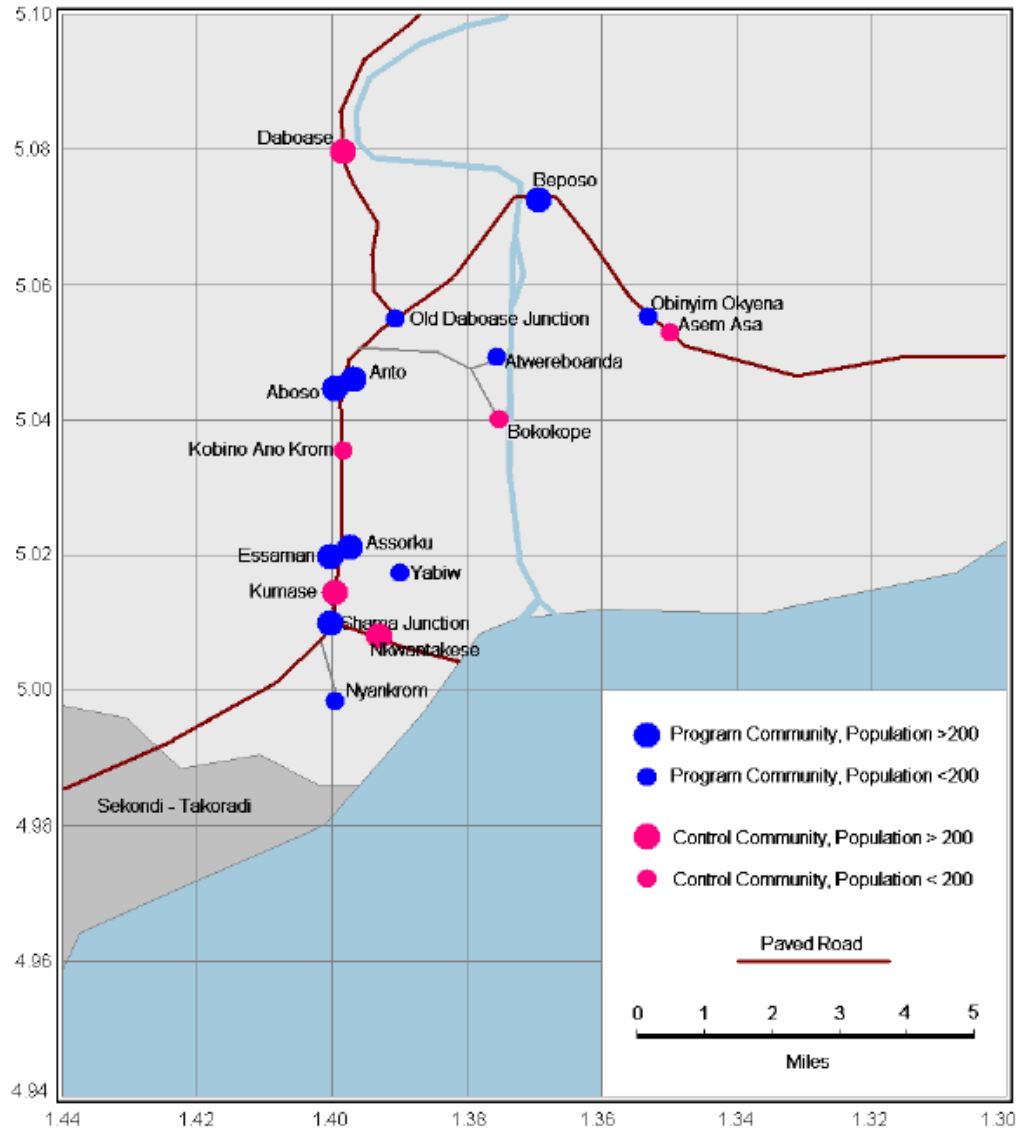 5.10
5.08
5.06
5.04
5.02
5.00
4.98
4.96
4.94
Daboase
Beposo
Obinyim Okyena
Asem Asa
Old Daboase Junction
Atwereboanda
Anto
Aboso
Bokokope
Kobino Ano Krom
Assorku
Essaman
Yabiw
Kumase
Shama Junction
Nkwantakese
Nyankrom
Sekondi - Takoradi
Program Community, Population >200
Program Community, Population <200
Control Community, Population > 200
Control Community, Population < 200
Paved Road
0 1 2 3 4 5
Miles
1.44 1.42 1.40 1.38 1.36 1.34 1.32 1.30